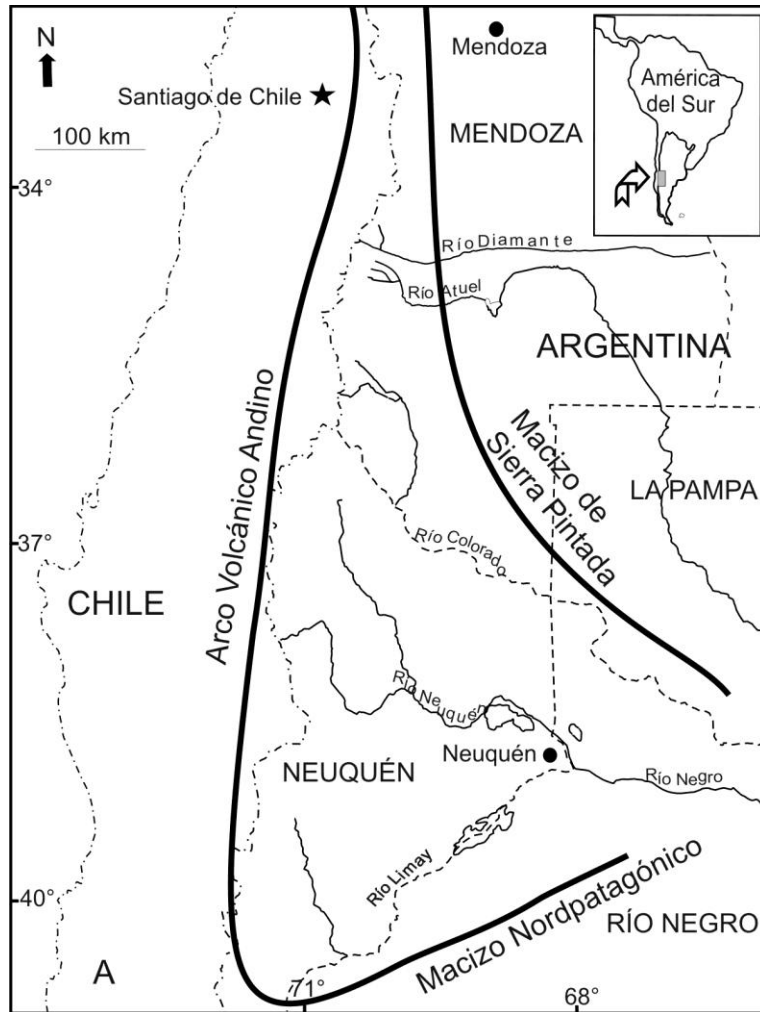 N
Mendoza
América
del Sur
Santiago de Chile
100 km
MENDOZA
34°
Río Diamante
Río Atuel
ARGENTINA
Arco Volcánico Andino
Macizo de
Sierra Pintada
LA PAMPA
37°
Río Colorado
CHILE
Río Neuquén
Neuquén
NEUQUÉN
Río Negro
Río Limay
40°
Macizo Nordpatagónico
RÍO NEGRO
A
71°
68°